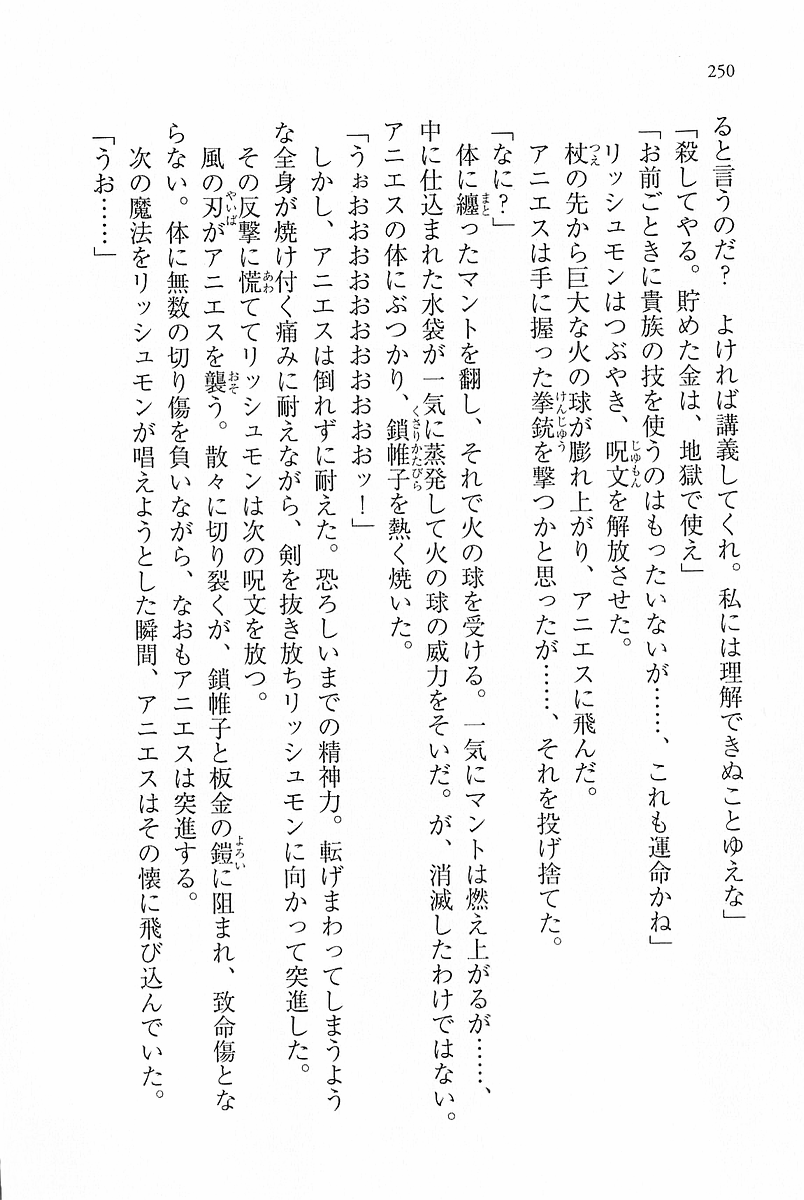 250
ると言うのだ？　よければ講義してくれ。私には理解できぬことゆえな」
「殺してやる。貯めた金は、地獄で使え」
「お前ごときに貴族の技を使うのはもったいないが……、これも運命かね」
リッシュモンはつぶやき、呪文を解放させた。
杖の先から巨大な火の球が膨れ上がり、アニエスに飛んだ。
アニエスは手に握った拳銃を撃つかと思ったが……、それを投げ捨てた。
「なに？」
体に纏ったマントを翻し、それで火の球を受ける。一気にマントは燃え上がるが……、
中に仕込まれた水袋が一気に蒸発して火の球の威力をそいだ。が、消滅したわけではない。
アニエスの体にぶつかり、鎖帷子を熱く焼いた。
「うぉおおおおおおおおおおおッ！」
しかし、アニエスは倒れずに耐えた。恐ろしいまでの精神力。転げまわってしまうよう
な全身が焼け付く痛みに耐えながら、剣を抜き放ちリッシュモンに向かって突進した。
その反撃に慌ててリッシュモンは次の呪文を放つ。
風の刃がアニエスを襲う。散々に切り裂くが、鎖帷子と板金の鎧に阻まれ、致命傷とな
らない。体に無数の切り傷を負いながら、なおもアニエスは突進する。
次の魔法をリッシュモンが唱えようとした瞬間、アニエスはその懐に飛び込んでいた。
「うお……」